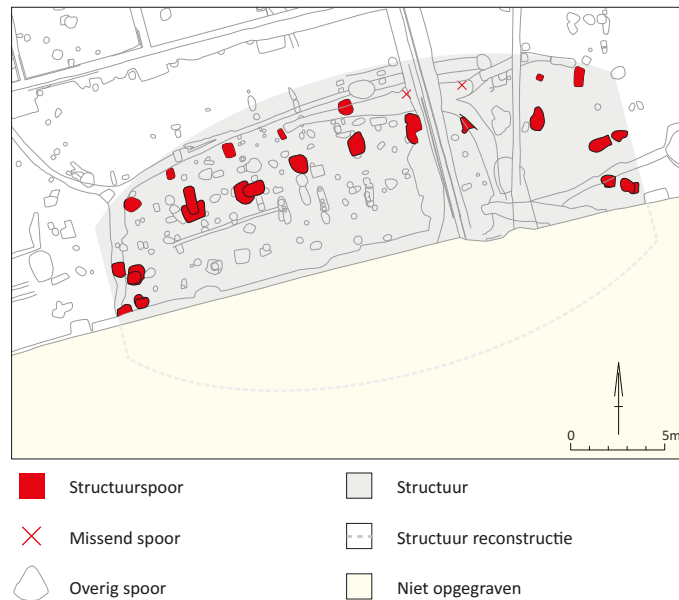 0 5m
Structuurspoor Structuur
Missend spoor Structuur reconstructie
Overig spoor Niet opgegraven